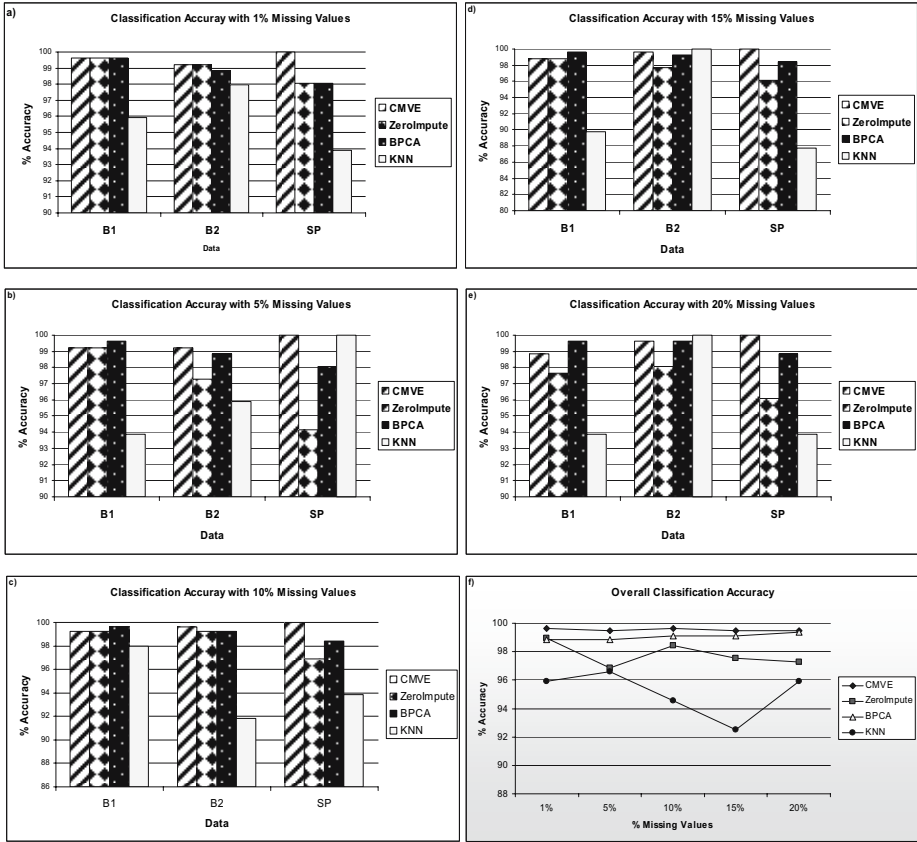 a)
Classification Accuray with 1% Missing Values
% Accuracy
100
99
98
97
96
95
94
93
92
91
90
B1
B2
SP
Data
CMVE
ZeroImpute
BPCA
KNN
d)
Classification Accuray with 15% Missing Values
% Accuracy
100
98
96
94
92
90
88
86
84
82
80
B1
B2
SP
Data
CMVE
ZeroImpute
BPCA
KNN
b)
Classification Accuray with 5% Missing Values
% Accuracy
100
99
98
97
96
95
94
93
92
91
90
B1
B2
SP
Data
CMVE
ZeroImpute
BPCA
KNN
e)
Classification Accuray with 20% Missing Values
% Accuracy
100
99
98
97
96
95
94
93
92
91
90
B1
B2
SP
Data
CMVE
ZeroImpute
BPCA
KNN
c)
Classification Accuray with 10% Missing Values
% Accuracy
100
98
96
94
92
90
88
86
B1
B2
SP
Data
CMVE
ZeroImpute
BPCA
KNN
f)
Overall Classification Accuracy
% Accuracy
100
98
96
94
92
90
88
1%
5%
10%
15%
20%
% Missing Values
CMVE
ZeroImpute
BPCA
KNN